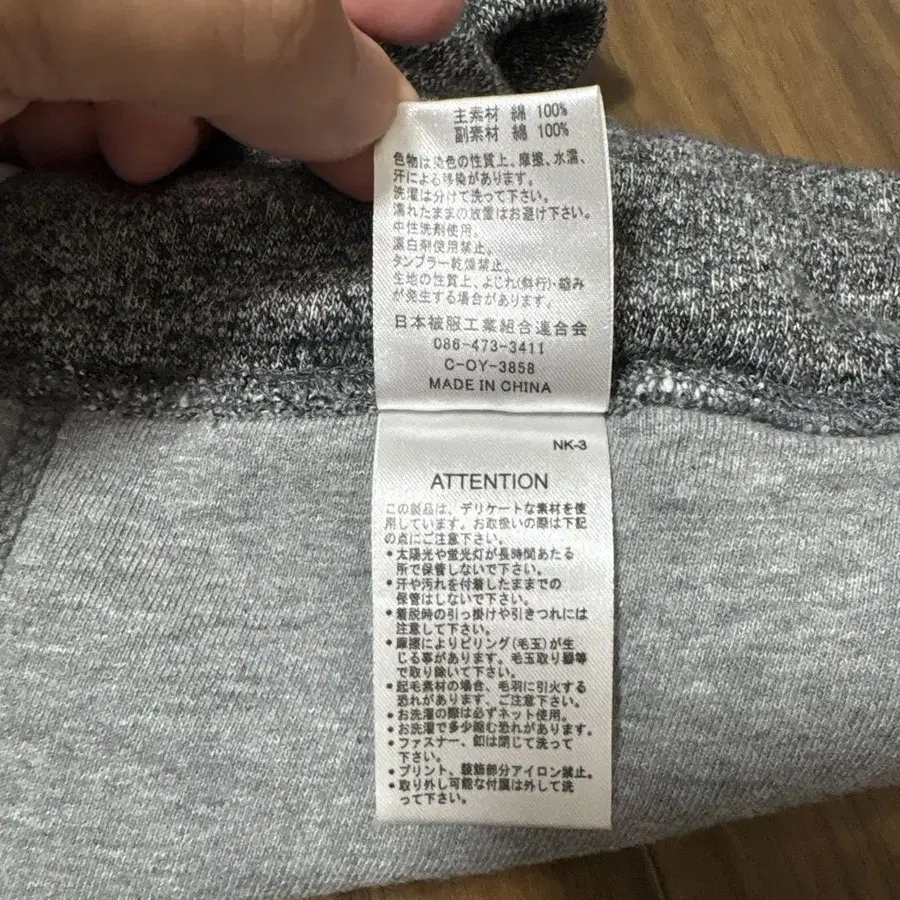 主素材 綿 100%
副素材 綿 100%
色物は染色の性質上、摩擦、水濡、
汗による移染があります。
洗濯は分けて洗って下さい。
濡れたままの放置はお避け下さい。
中性洗剤使用。
漂白剤使用禁止。
タンブラー乾燥禁止。
生地の性質上、よじれ(斜行)・縮み
が発生する場合があります。
日本被服工業組合連合会
086-473-3411
C-OY-3858
MADE IN CHINA
NK-3
ATTENTION
この製品は、デリケートな素材を使
用しています。お取扱いの際は下記
の点にご注意下さい。
•太陽光や蛍光灯が長時間あたる
所で保管しないで下さい。
•汗や汚れを付着したままでの
保管はしないで下さい。
•着脱時の引っ掛けや引きつれには
注意して下さい。
•摩擦によりピリング(毛玉)が生
じる事があります。毛玉取り器等
で取り除いて下さい。
•起毛素材の場合、毛羽に引火する
恐れがあります、ご注意下さい。
•お洗濯の際は必ずネット使用。
•お洗濯で多少縮む恐れがあります。
•ファスナー、釦は閉じて洗って
下さい。
•プリント、装飾部分アイロン禁止。
•取り外し可能な付属は外して洗
って下さい。